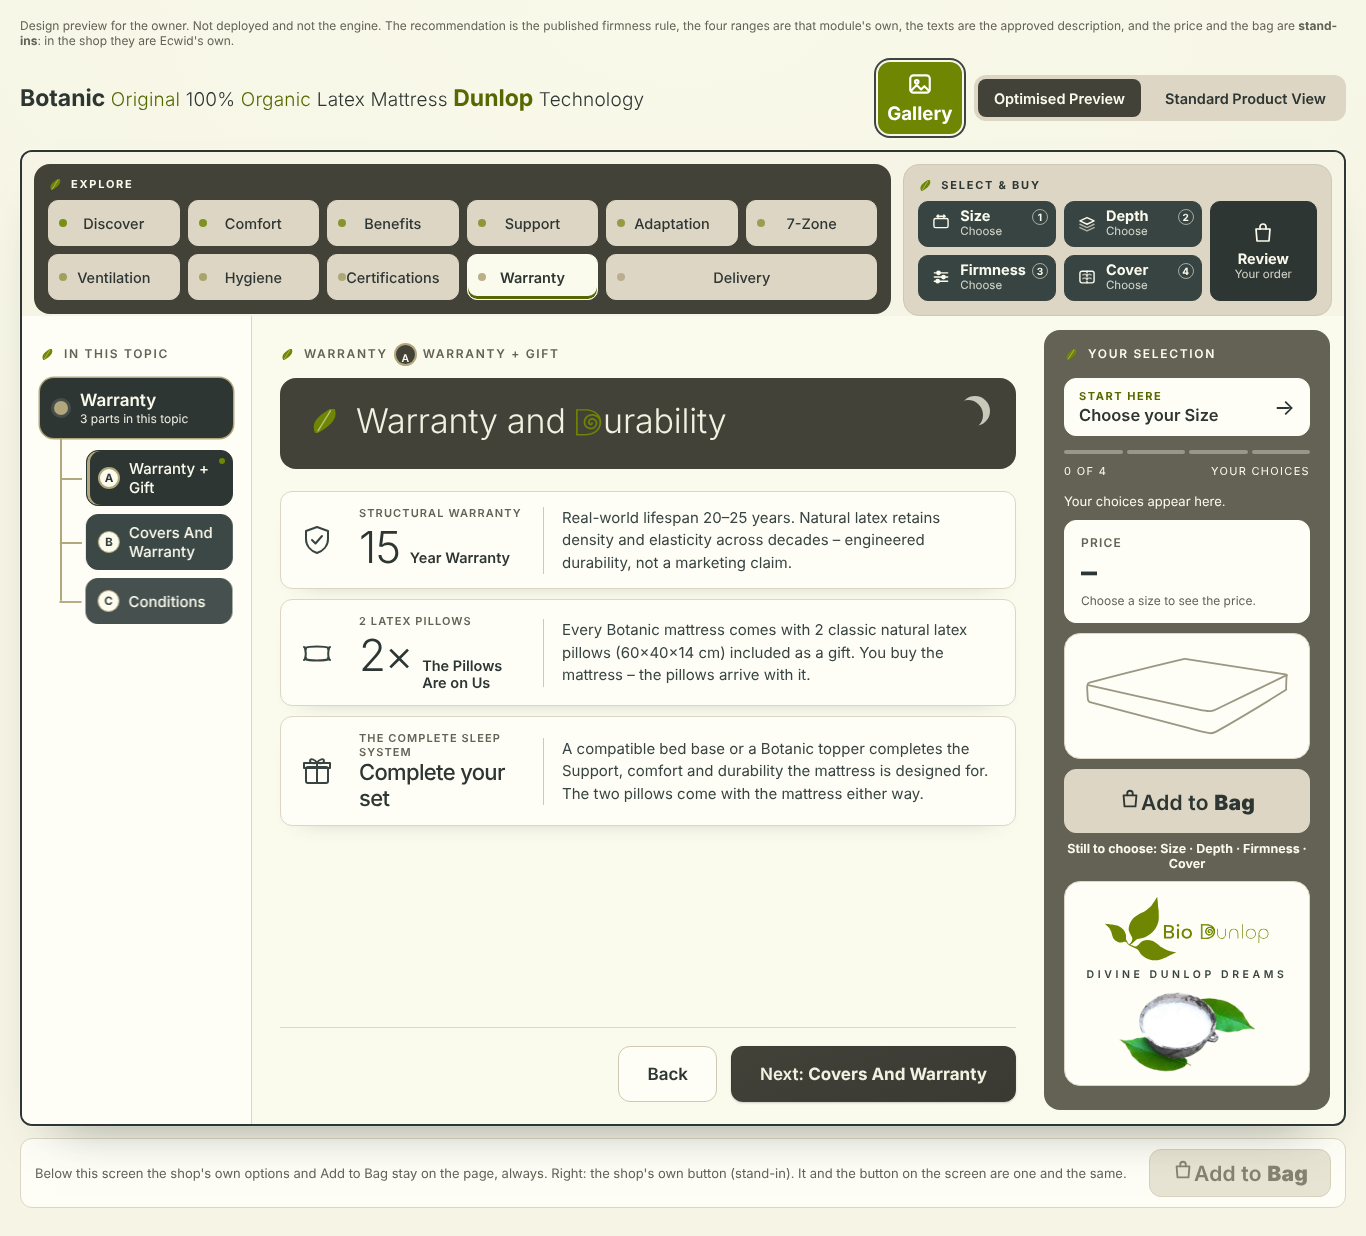 Design preview for the owner. Not deployed and not the engine. The recommendation is the published firmness rule, the four ranges are that module's own, the texts are the approved description, and the price and the bag are stand-
ins: in the shop they are Ecwid's own.
Botanic Original 100% Organic Latex Mattress Dunlop Technology
Gallery
Optimised Preview
Standard Product View
EXPLORE
Discover
Comfort
Benefits
Support
Adaptation
7-Zone
Ventilation
Hygiene
Certifications
Warranty
Delivery
SELECT & BUY
Size
Choose
1
Depth
Choose
2
Firmness
Choose
3
Cover
Choose
4
Review
Your order
IN THIS TOPIC
Warranty
3 parts in this topic
A
Warranty +
Gift
B
Covers And
Warranty
C
Conditions
WARRANTY A WARRANTY + GIFT
Warranty and Durability
STRUCTURAL WARRANTY
15 Year Warranty
Real-world lifespan 20–25 years. Natural latex retains
density and elasticity across decades – engineered
durability, not a marketing claim.
2 LATEX PILLOWS
2× The Pillows
Are on Us
Every Botanic mattress comes with 2 classic natural latex
pillows (60×40×14 cm) included as a gift. You buy the
mattress – the pillows arrive with it.
THE COMPLETE SLEEP
SYSTEM
Complete your
set
A compatible bed base or a Botanic topper completes the
Support, comfort and durability the mattress is designed for.
The two pillows come with the mattress either way.
Back
Next: Covers And Warranty
YOUR SELECTION
START HERE
Choose your Size
0 OF 4
YOUR CHOICES
Your choices appear here.
PRICE
–
Choose a size to see the price.
Add to Bag
Still to choose: Size · Depth · Firmness ·
Cover
Bio Dunlop
DIVINE DUNLOP DREAMS
Below this screen the shop's own options and Add to Bag stay on the page, always. Right: the shop's own button (stand-in). It and the button on the screen are one and the same.
Add to Bag